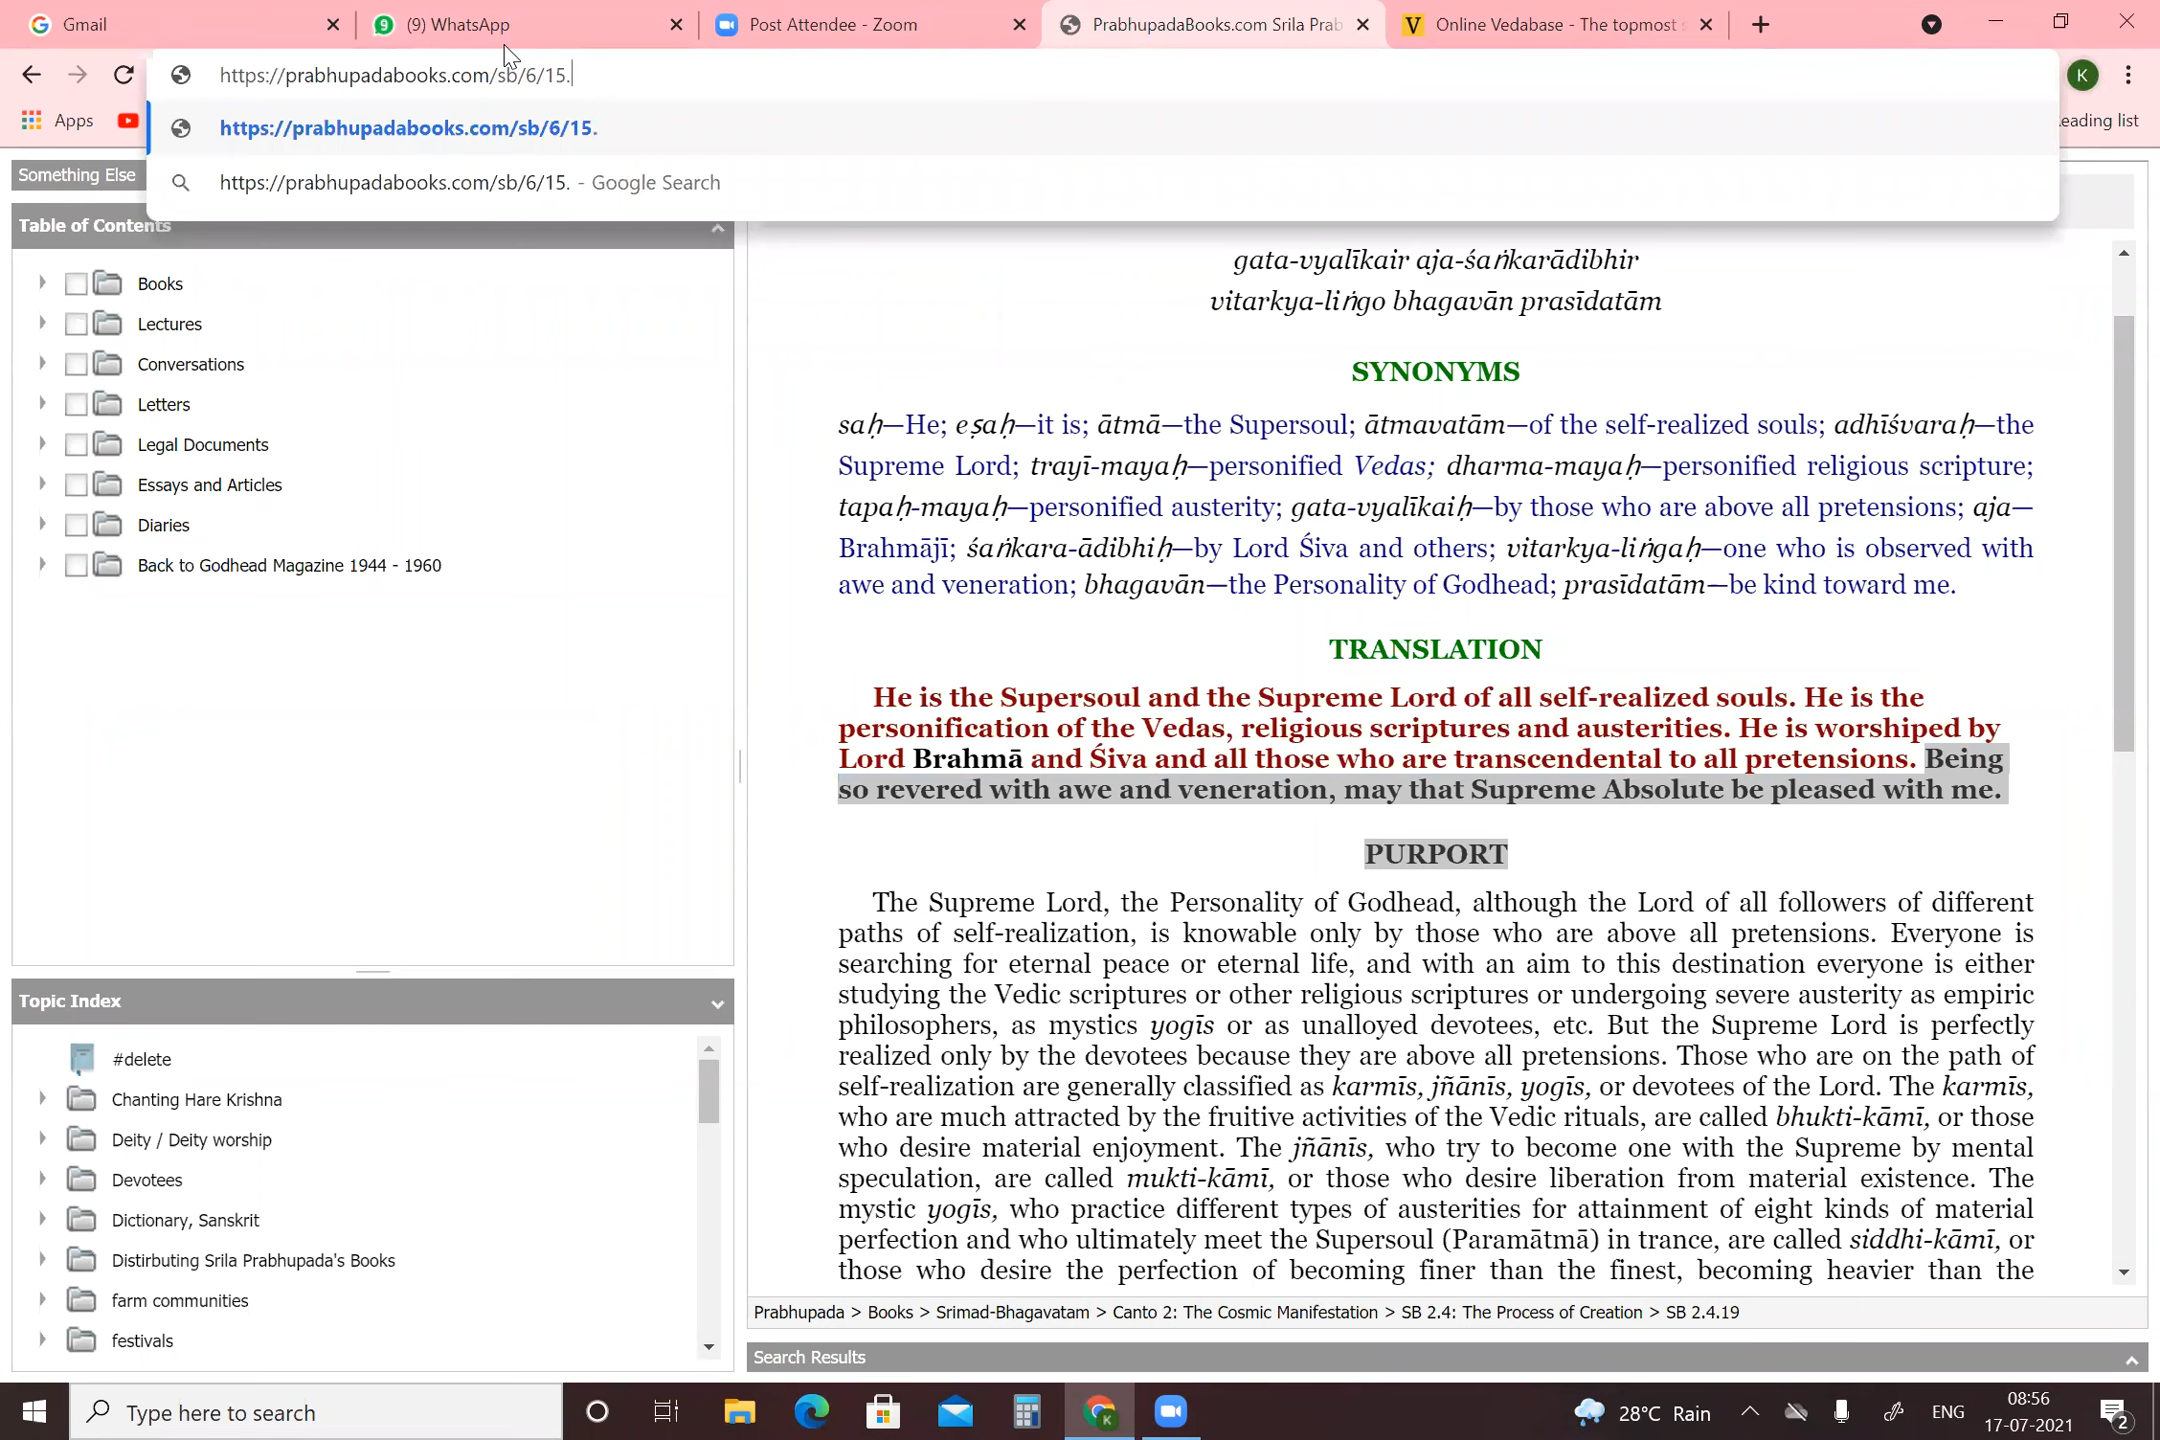 Gmail
(9) WhatsApp
Post Attendee - Zoom
PrabhupadaBooks.com Srila Prab
Online Vedabase - The topmost s
https://prabhupadabooks.com/sb/6/15.
K
Apps
https://prabhupadabooks.com/sb/6/15.
eading list
https://prabhupadabooks.com/sb/6/15. - Google Search
Something Else
Table of Contents
Books
Lectures
Conversations
Letters
Legal Documents
Essays and Articles
Diaries
Back to Godhead Magazine 1944 - 1960
Topic Index
#delete
Chanting Hare Krishna
Deity / Deity worship
Devotees
Dictionary, Sanskrit
Distirbuting Srila Prabhupada's Books
farm communities
festivals
gata-vyalīkair aja-śaṅkarādibhir
vitarkya-liṅgo bhagavān prasīdatām
SYNONYMS
saḥ—He; eṣaḥ—it is; ātmā—the Supersoul; ātmavatām—of the self-realized souls; adhīśvaraḥ—the
Supreme Lord; trayī-mayaḥ—personified Vedas; dharma-mayaḥ—personified religious scripture;
tapaḥ-mayaḥ—personified austerity; gata-vyalīkaiḥ—by those who are above all pretensions; aja—
Brahmājī; śaṅkara-ādibhiḥ—by Lord Śiva and others; vitarkya-liṅgaḥ—one who is observed with
awe and veneration; bhagavān—the Personality of Godhead; prasīdatām—be kind toward me.
TRANSLATION
He is the Supersoul and the Supreme Lord of all self-realized souls. He is the
personification of the Vedas, religious scriptures and austerities. He is worshiped by
Lord Brahmā and Śiva and all those who are transcendental to all pretensions. Being
so revered with awe and veneration, may that Supreme Absolute be pleased with me.
PURPORT
The Supreme Lord, the Personality of Godhead, although the Lord of all followers of different
paths of self-realization, is knowable only by those who are above all pretensions. Everyone is
searching for eternal peace or eternal life, and with an aim to this destination everyone is either
studying the Vedic scriptures or other religious scriptures or undergoing severe austerity as empiric
philosophers, as mystics yogīs or as unalloyed devotees, etc. But the Supreme Lord is perfectly
realized only by the devotees because they are above all pretensions. Those who are on the path of
self-realization are generally classified as karmīs, jñānīs, yogīs, or devotees of the Lord. The karmīs,
who are much attracted by the fruitive activities of the Vedic rituals, are called bhukti-kāmī, or those
who desire material enjoyment. The jñānīs, who try to become one with the Supreme by mental
speculation, are called mukti-kāmī, or those who desire liberation from material existence. The
mystic yogīs, who practice different types of austerities for attainment of eight kinds of material
perfection and who ultimately meet the Supersoul (Paramātmā) in trance, are called siddhi-kāmī, or
those who desire the perfection of becoming finer than the finest, becoming heavier than the
Prabhupada > Books > Srimad-Bhagavatam > Canto 2: The Cosmic Manifestation > SB 2.4: The Process of Creation > SB 2.4.19
Search Results
Type here to search
28°C Rain
ENG
08:56
17-07-2021
2